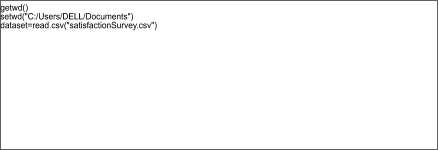 getwd()
setwd("C:/Users/DELL/Documents")
dataset=read.csv("satisfactionSurvey.csv")